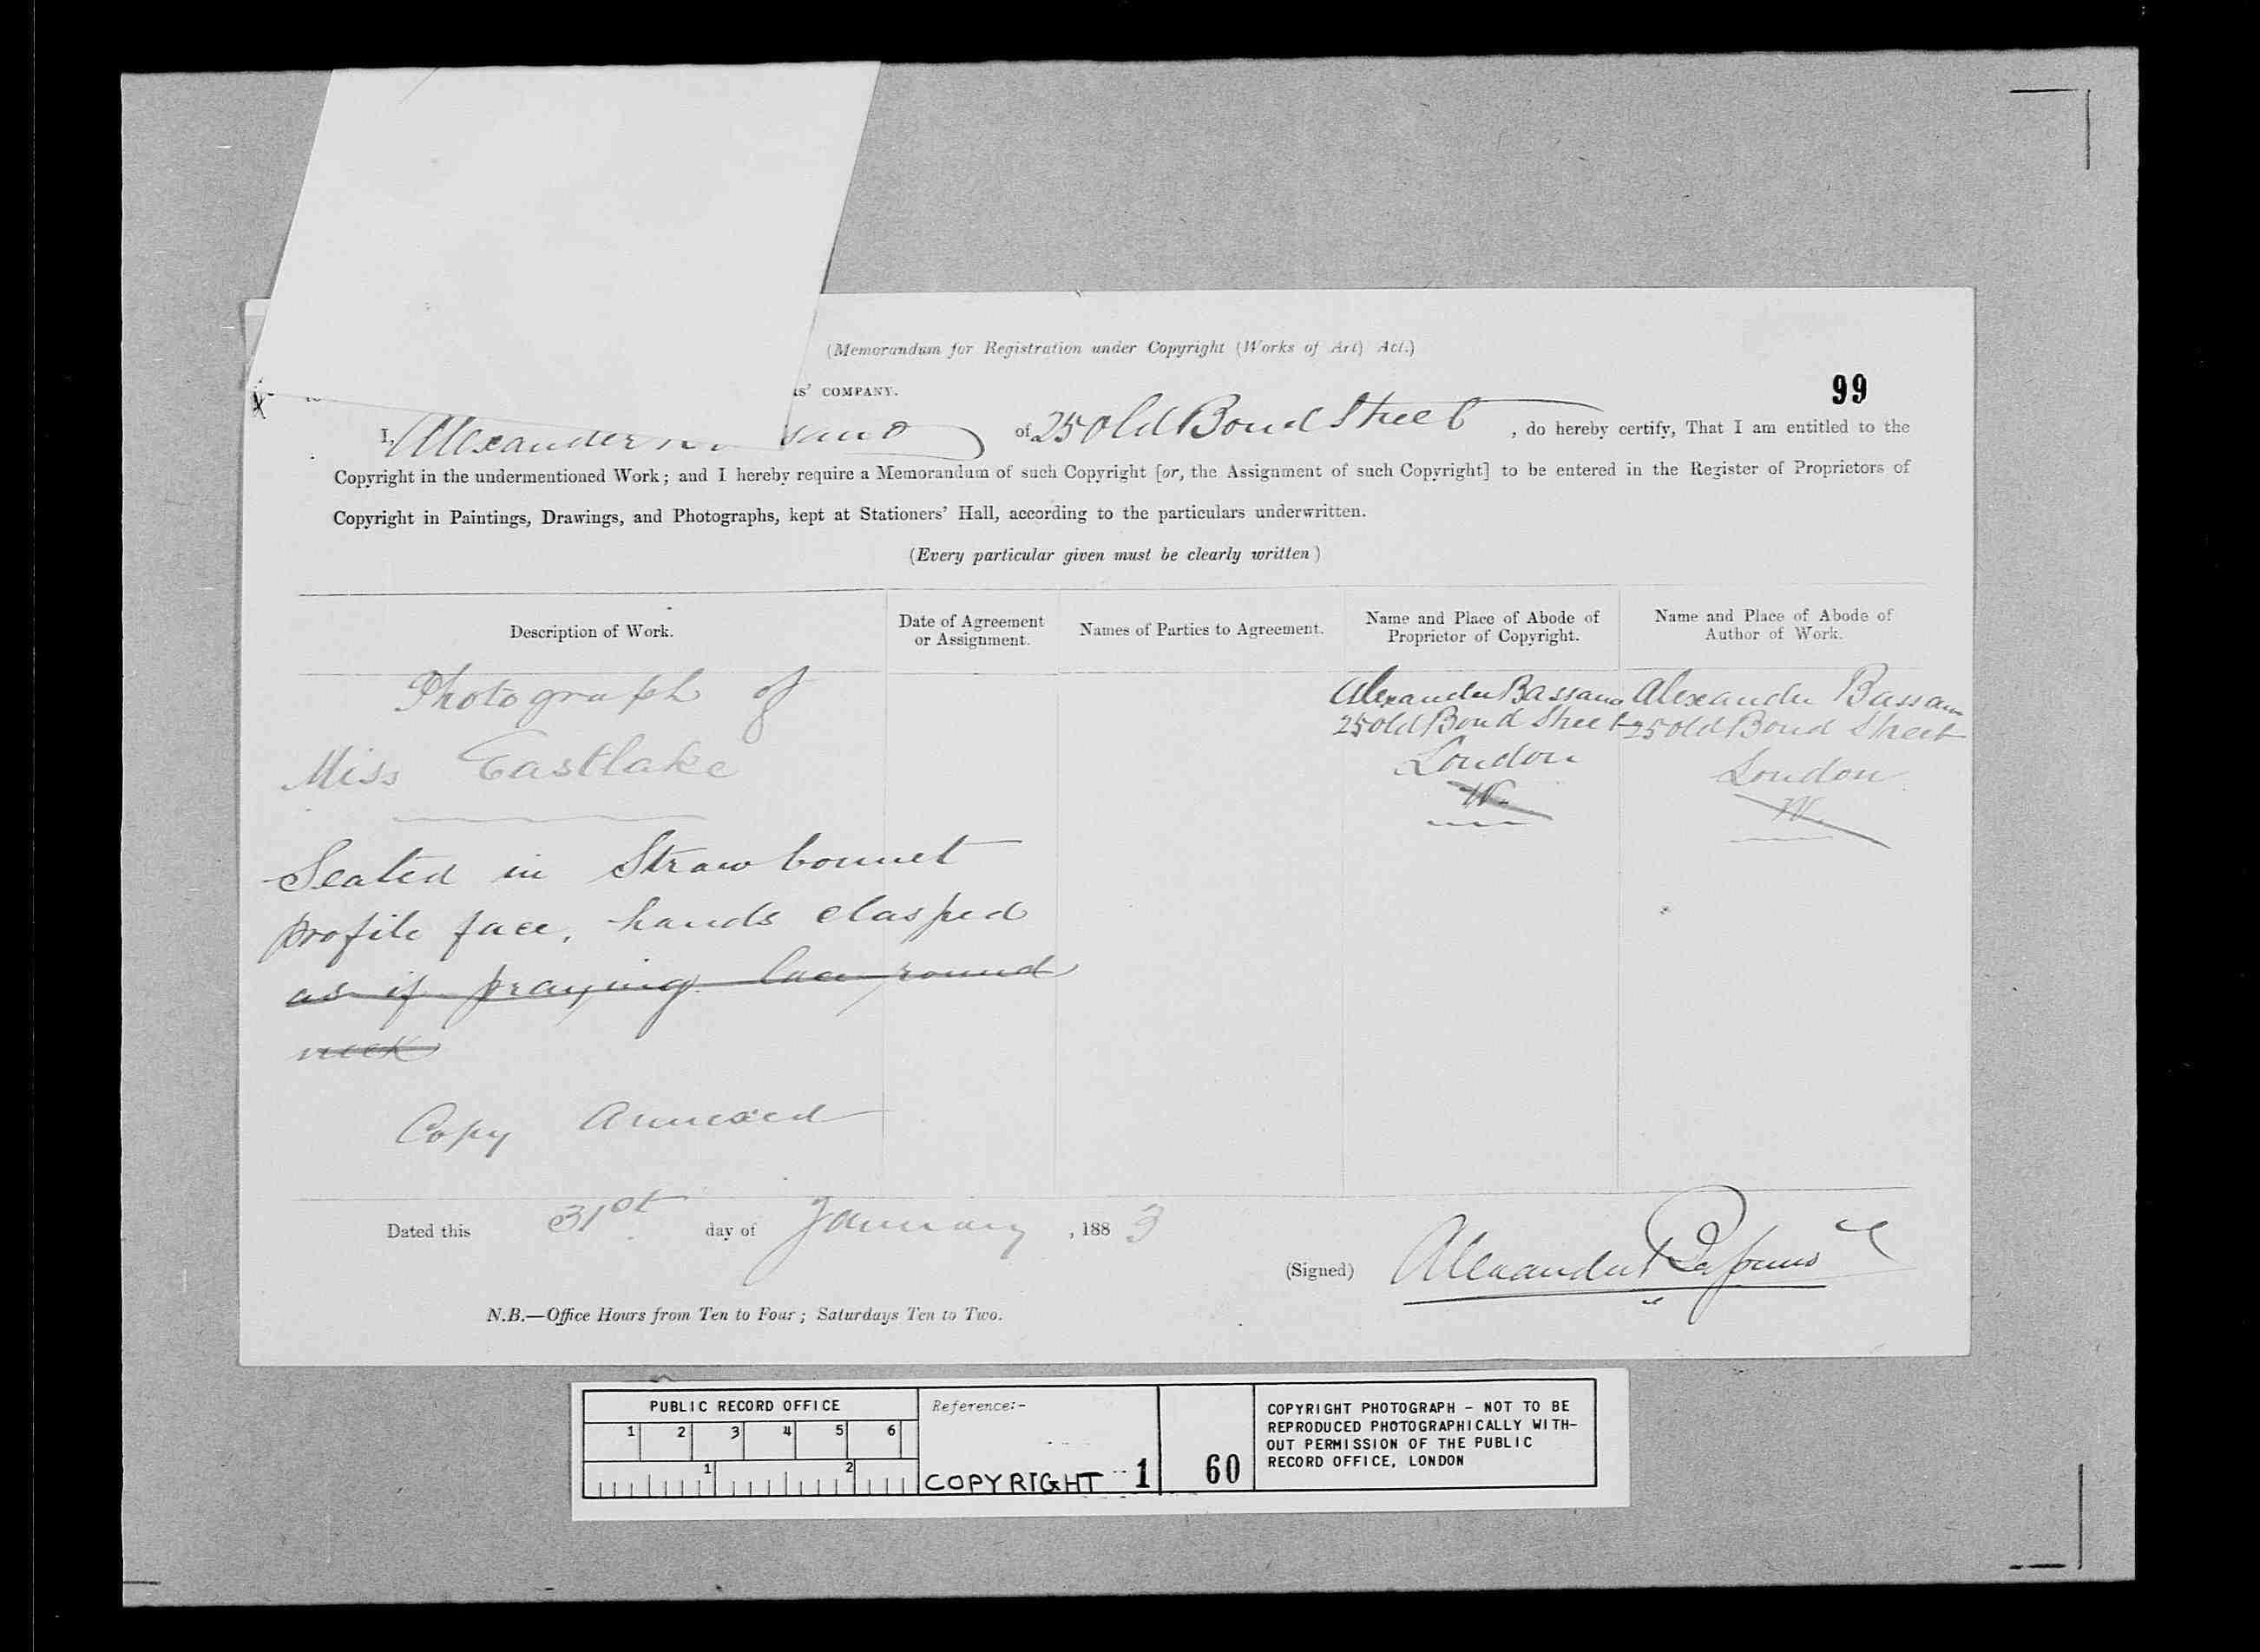 (Memorandum for Registration under Copyright (Works of Art) Act.)
RS' COMPANY.
99
I, Alexander Bassano of 25 Old Bond Street, do hereby certify, That I am entitled to the
Copyright in the undermentioned Work; and I hereby require a Memorandum of such Copyright [or, the Assignment of such Copyright] to be entered in the Register of Proprietors of
Copyright in Paintings, Drawings, and Photographs, kept at Stationers' Hall, according to the particulars underwritten.
(Every particular given must be clearly written)
Description of Work.
Date of Agreement
or Assignment.
Names of Parties to Agreement.
Name and Place of Abode of
Proprietor of Copyright.
Name and Place of Abode of
Author of Work.
Photograph of
Miss Eastlake
Seated in Straw bonnet
profile face, hands clasped
as if praying lace round
neck
Copy Annexed
Alexander Bassano
25 Old Bond Street
London
W.
Alexander Bassano
25 Old Bond Street
London
W.
Dated this 31st day of January, 1883
(Signed) Alexander Bassano
N.B.—Office Hours from Ten to Four; Saturdays Ten to Two.
PUBLIC RECORD OFFICE
1 2 3 4 5 6
1 2
Reference:-
COPYRIGHT 1
60
COPYRIGHT PHOTOGRAPH - NOT TO BE
REPRODUCED PHOTOGRAPHICALLY WITH-
OUT PERMISSION OF THE PUBLIC
RECORD OFFICE, LONDON